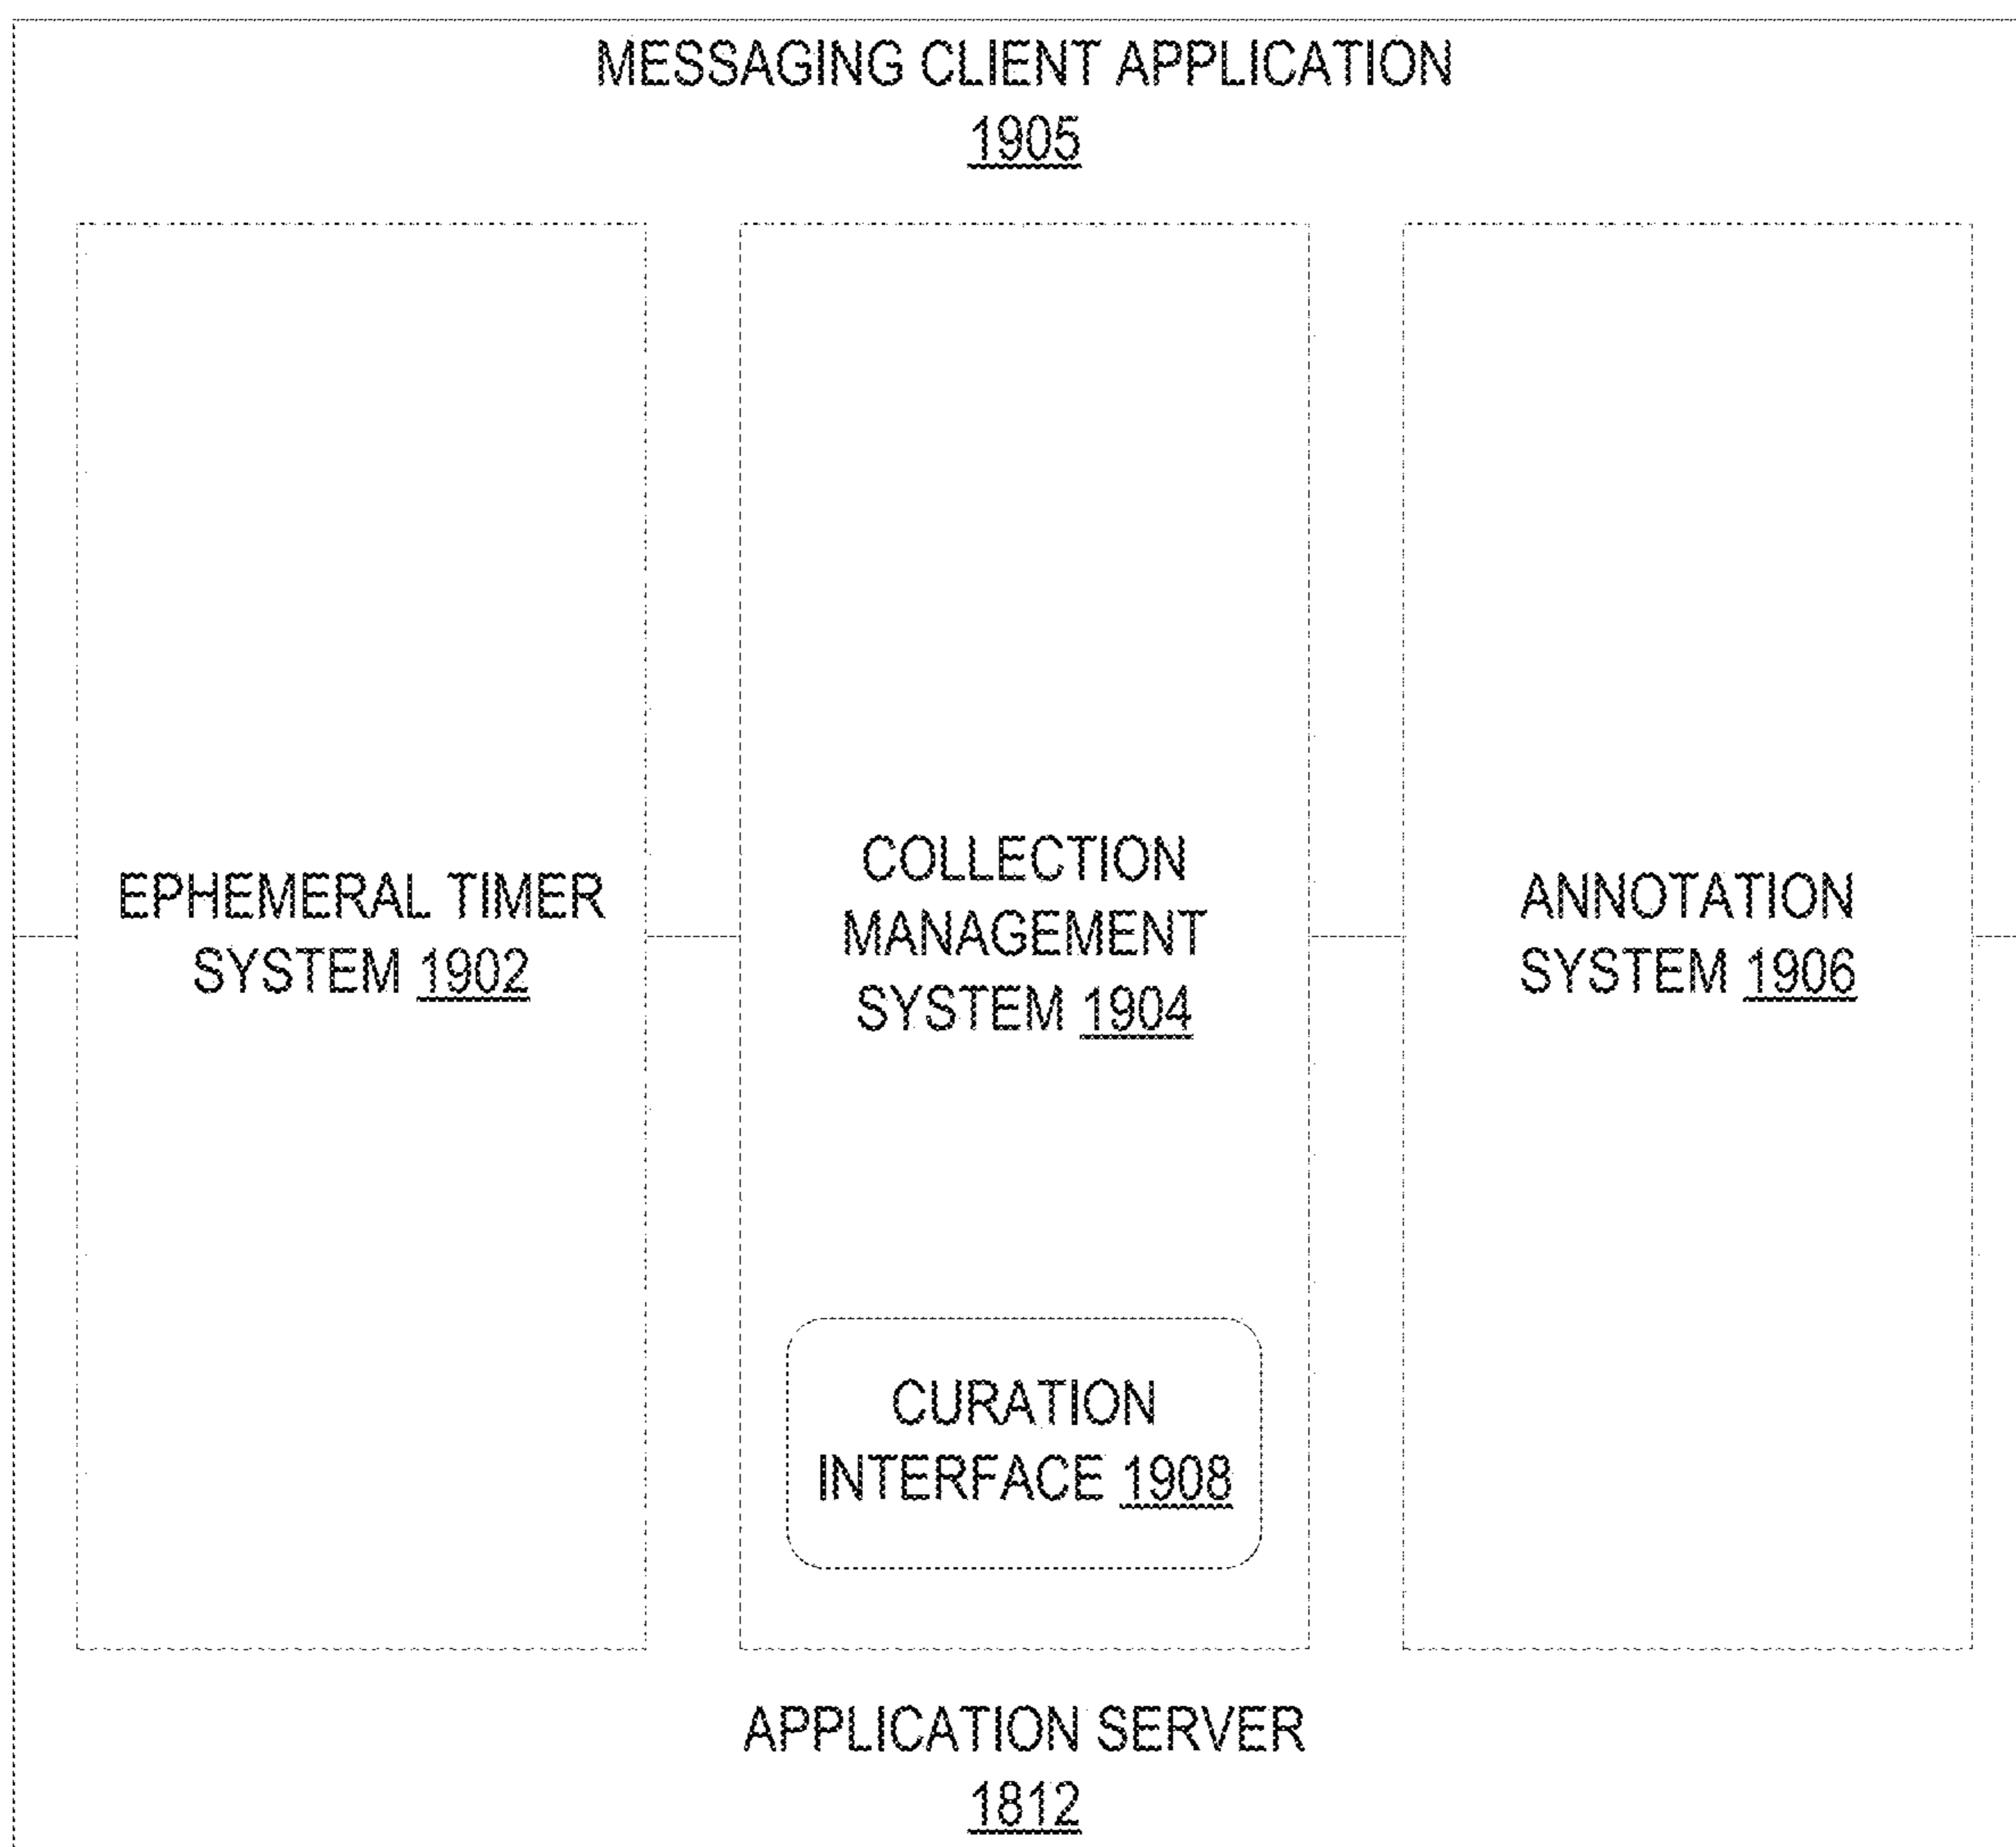 MESSAGING CLIENT APPLICATION
1905
EPHEMERAL TIMER
SYSTEM 1902
COLLECTION
MANAGEMENT
SYSTEM 1904
ANNOTATION
SYSTEM 1906
CURATION
INTERFACE 1908
APPLICATION SERVER
1812